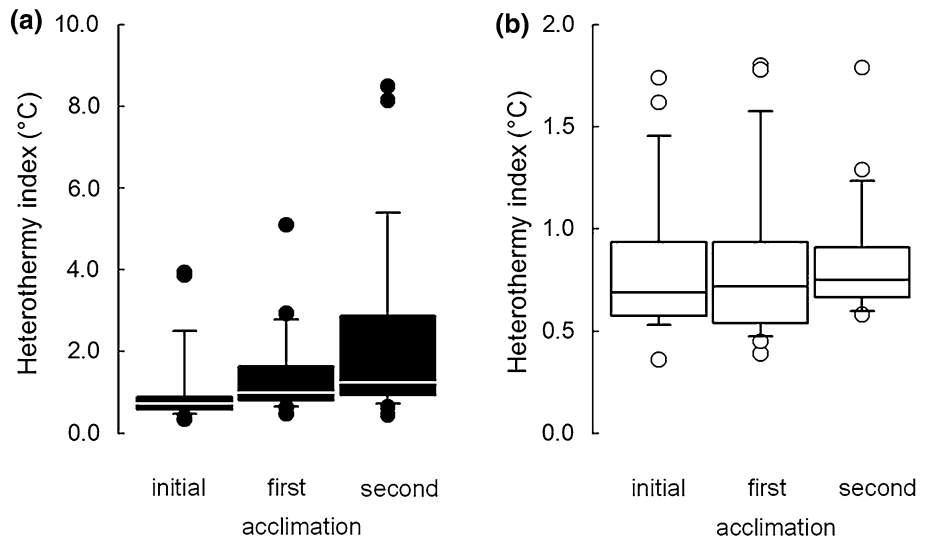 (a)
Heterothermy index (°C)
10.0
8.0
6.0
4.0
2.0
0.0
initial first second
acclimation
(b)
Heterothermy index (°C)
2.0
1.5
1.0
0.5
0.0
initial first second
acclimation